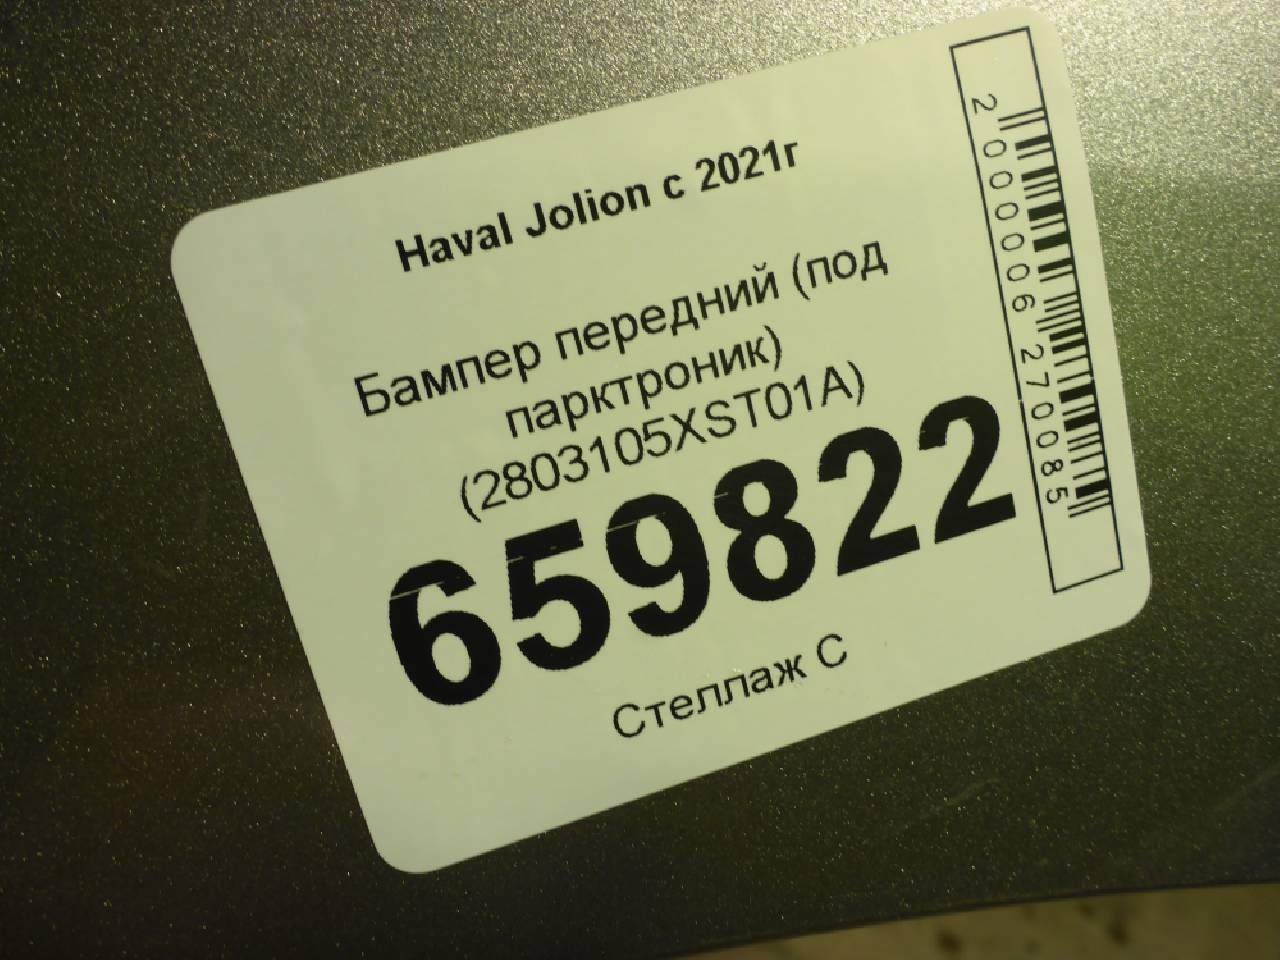 Haval Jolion с 2021г
Бампер передний (под
парктроник)
(2803105XST01A)
659822
Стеллаж С
2000006270085